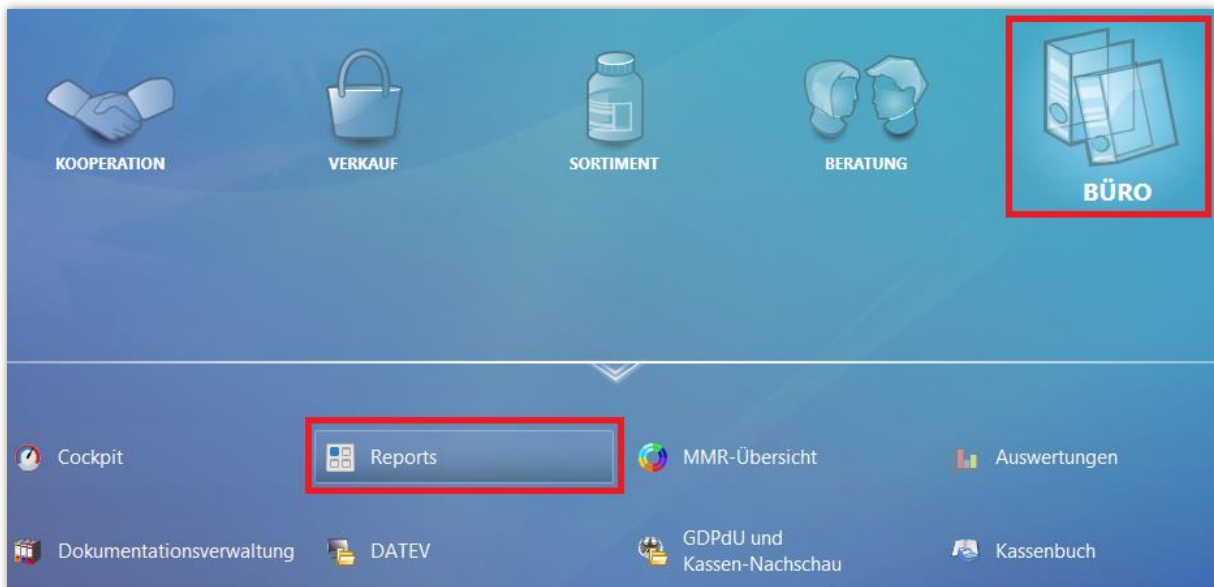 KOOPERATION
VERKAUF
SORTIMENT
BERATUNG
BÜRO
Cockpit
Reports
MMR-Übersicht
Auswertungen
Dokumentationsverwaltung
DATEV
GDPdU und
Kassen-Nachschau
Kassenbuch